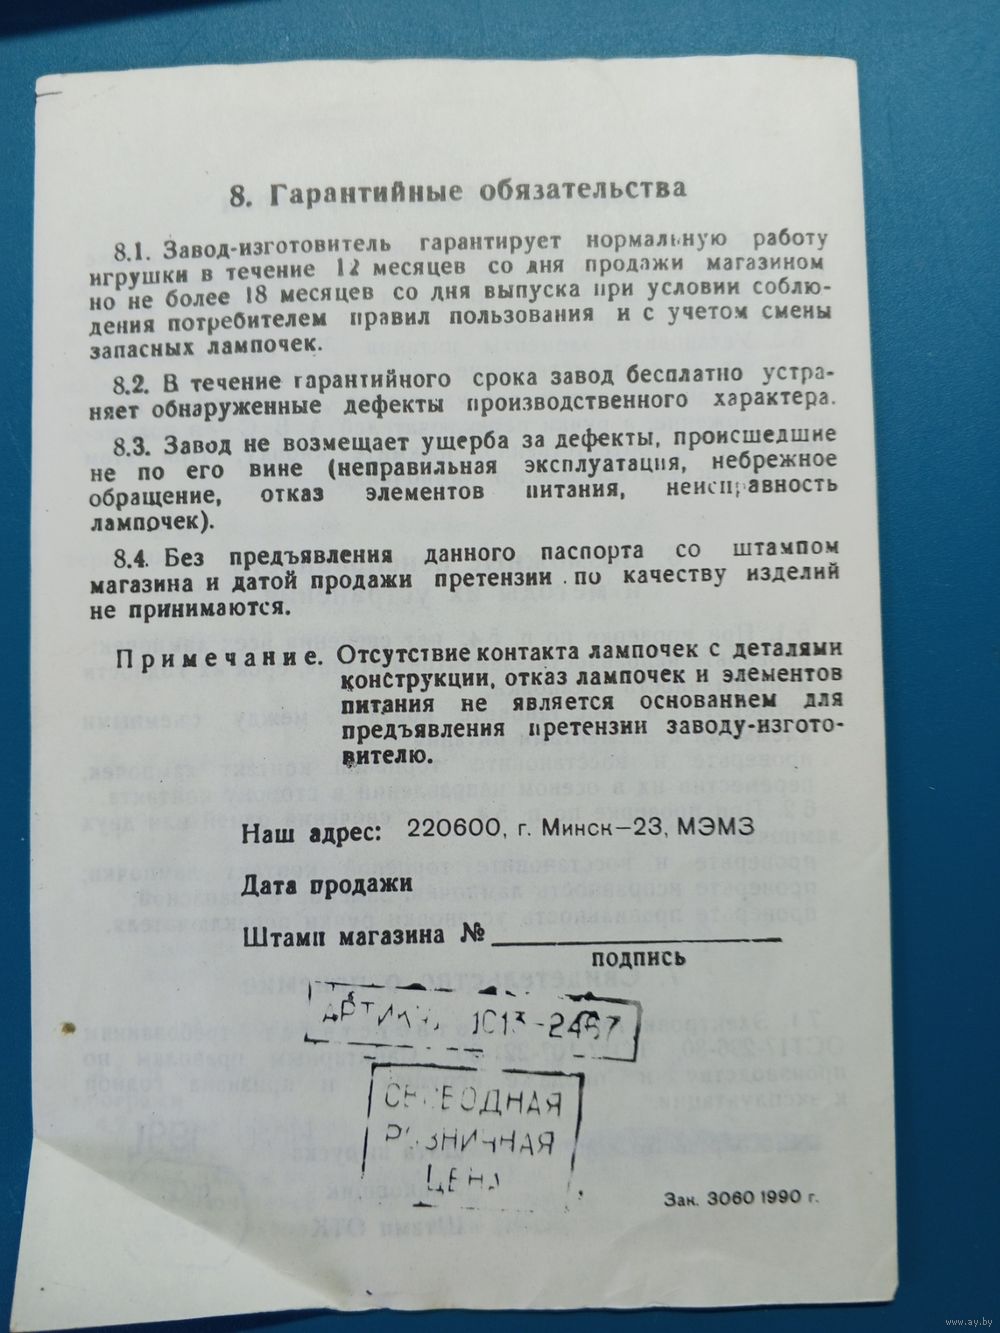 8. Гарантийные обязательства
8.1. Завод-изготовитель гарантирует нормальную работу
игрушки в течение 12 месяцев со дня продажи магазином
но не более 18 месяцев со дня выпуска при условии соблю-
дения потребителем правил пользования и с учетом смены
запасных лампочек.
8.2. В течение гарантийного срока завод бесплатно устра-
няет обнаруженные дефекты производственного характера.
8.3. Завод не возмещает ущерба за дефекты, происшедшие
не по его вине (неправильная эксплуатация, небрежное
обращение, отказ элементов питания, неисправность
лампочек).
8.4. Без предъявления данного паспорта со штампом
магазина и датой продажи претензии по качеству изделий
не принимаются.
Примечание. Отсутствие контакта лампочек с деталями
конструкции, отказ лампочек и элементов
питания не является основанием для
предъявления претензии заводу-изгото-
вителю.
Наш адрес: 220600, г. Минск-23, МЭМЗ
Дата продажи
Штамп магазина № 
подпись
АРТИКУЛ 1С13-2467
СВОБОДНАЯ
РОЗНИЧНАЯ
ЦЕНА
Зак. 3060 1990 г.
www.ay.by